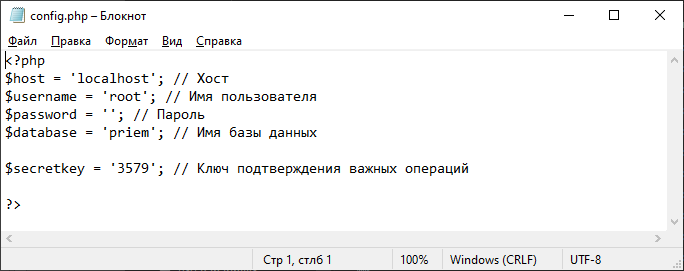 config.php – Блокнот
Файл Правка Формат Вид Справка
<?php
$host = 'localhost'; // Хост
$username = 'root'; // Имя пользователя
$password = ''; // Пароль
$database = 'priem'; // Имя базы данных
$secretkey = '3579'; // Ключ подтверждения важных операций
?>
Стр 1, стлб 1 100% Windows (CRLF) UTF-8